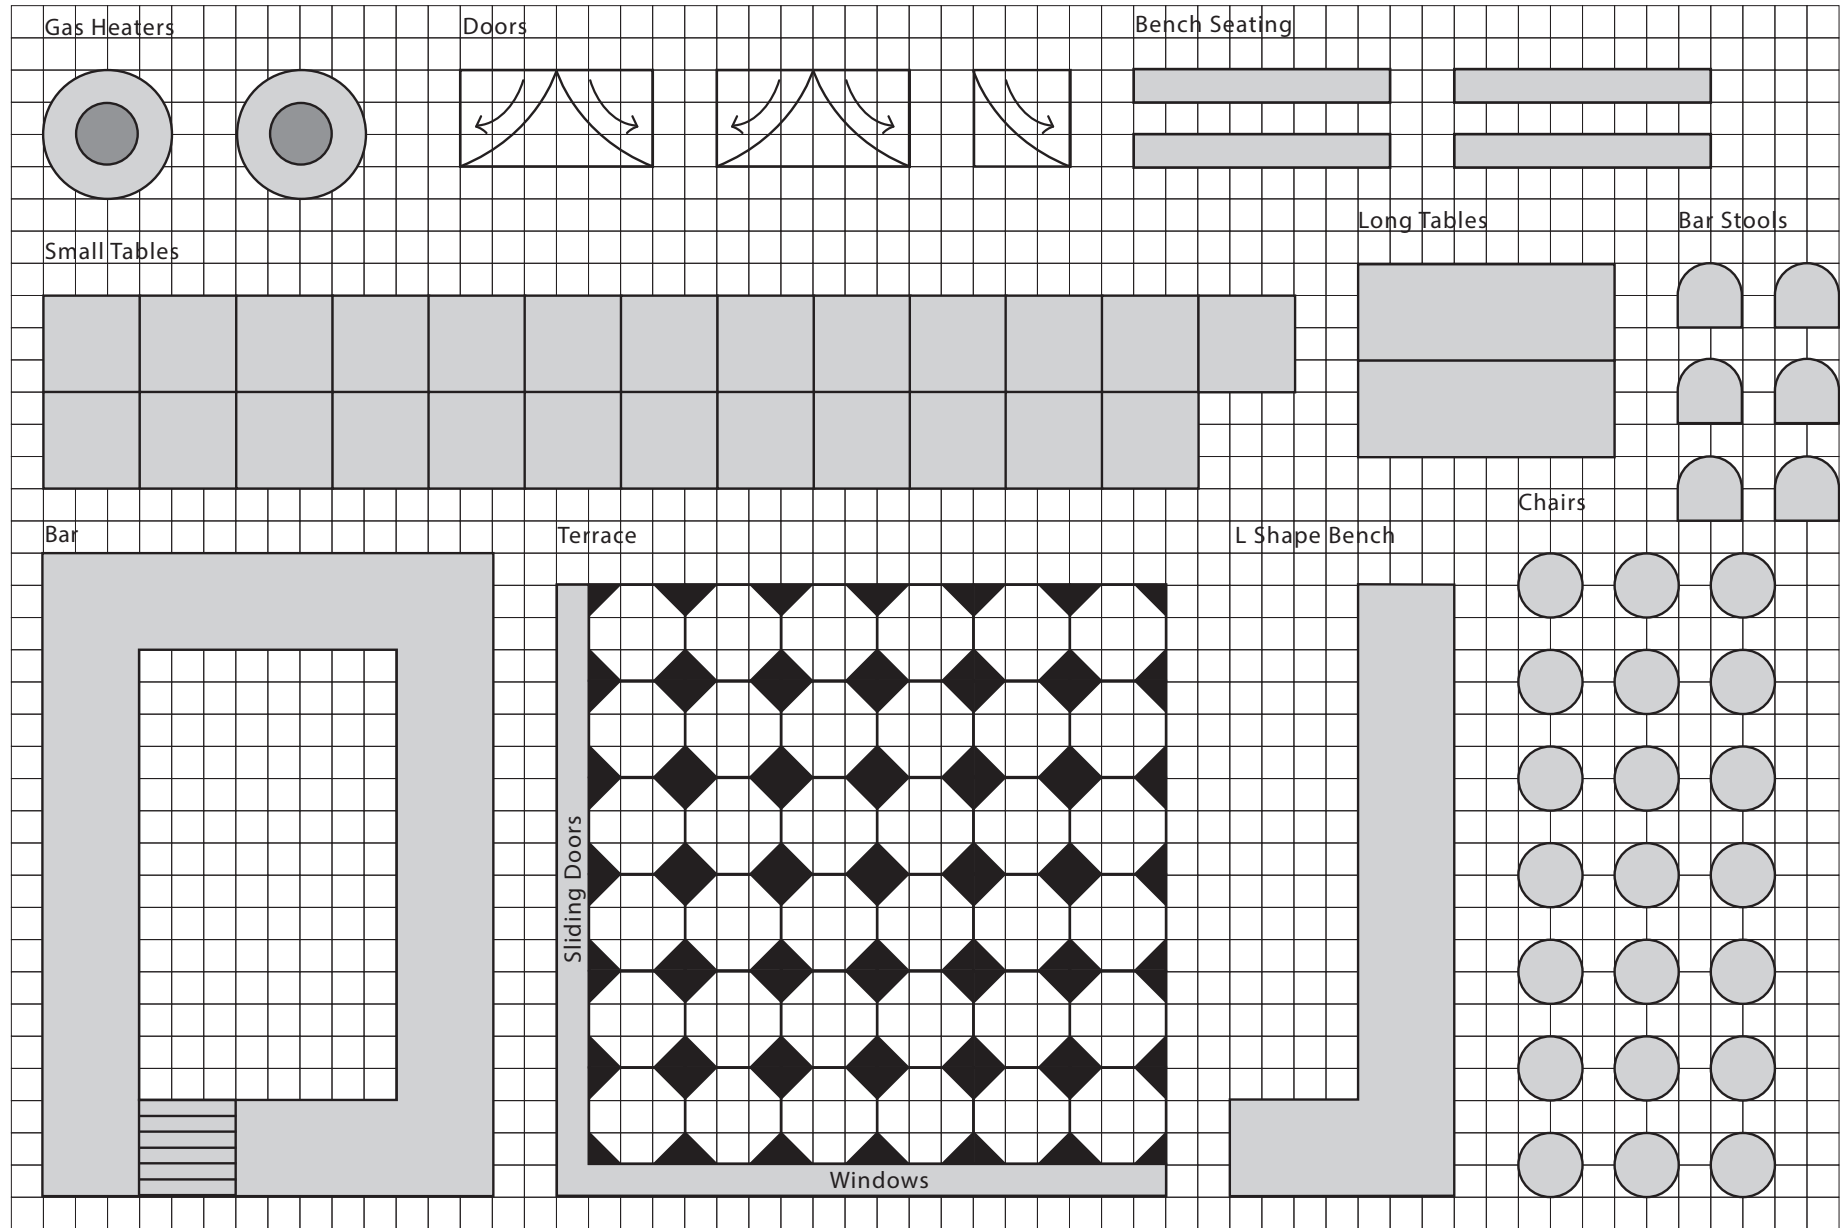 Gas Heaters
Doors
Bench Seating
Small Tables
Long Tables
Bar Stools
Chairs
Bar
Terrace
L Shape Bench
Sliding Doors
Windows